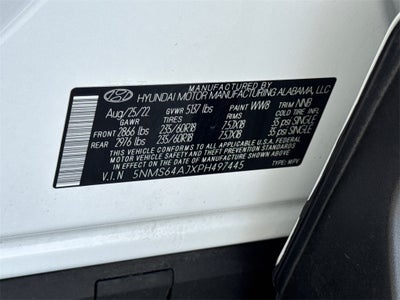 MANUFACTURED BY
HYUNDAI MOTOR MANUFACTURING ALABAMA, LLC
Aug/25/22 GVWR 5137 lbs PAINT WW8 TRIM NNB
GAWR COLD TIRE INFL
FRONT 2866 lbs 235/60R18 7.5JX18 35 psi SINGLE
REAR 2976 lbs 235/60R18 7.5JX18 35 psi SINGLE
THIS VEHICLE CONFORMS TO ALL APPLICABLE U.S.A. FEDERAL
MOTOR VEHICLE SAFETY AND THEFT PREVENTION STANDARDS
IN EFFECT ON THE DATE OF MANUFACTURE SHOWN ABOVE.
V.I.N 5NMS64AJXPH497445 TYPE: MPV